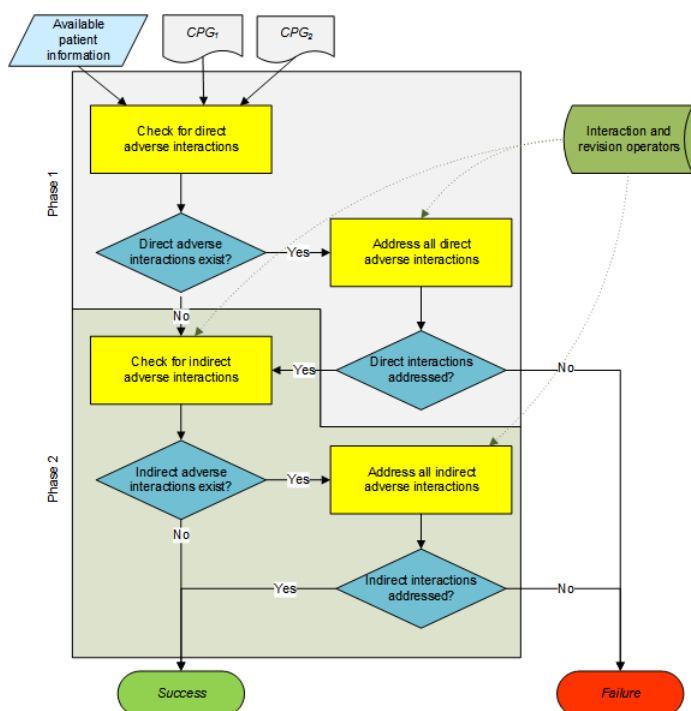 Available
patient
information
CPG₁
CPG₂
Phase 1
Check for direct
adverse interactions
Interaction and
revision operators
Direct adverse
interactions exist?
Yes
Address all direct
adverse interactions
No
Check for indirect
adverse interactions
Yes
Direct interactions
addressed?
No
Phase 2
Indirect adverse
interactions exist?
Yes
Address all indirect
adverse interactions
No
Yes
Indirect interactions
addressed?
No
Success
Failure